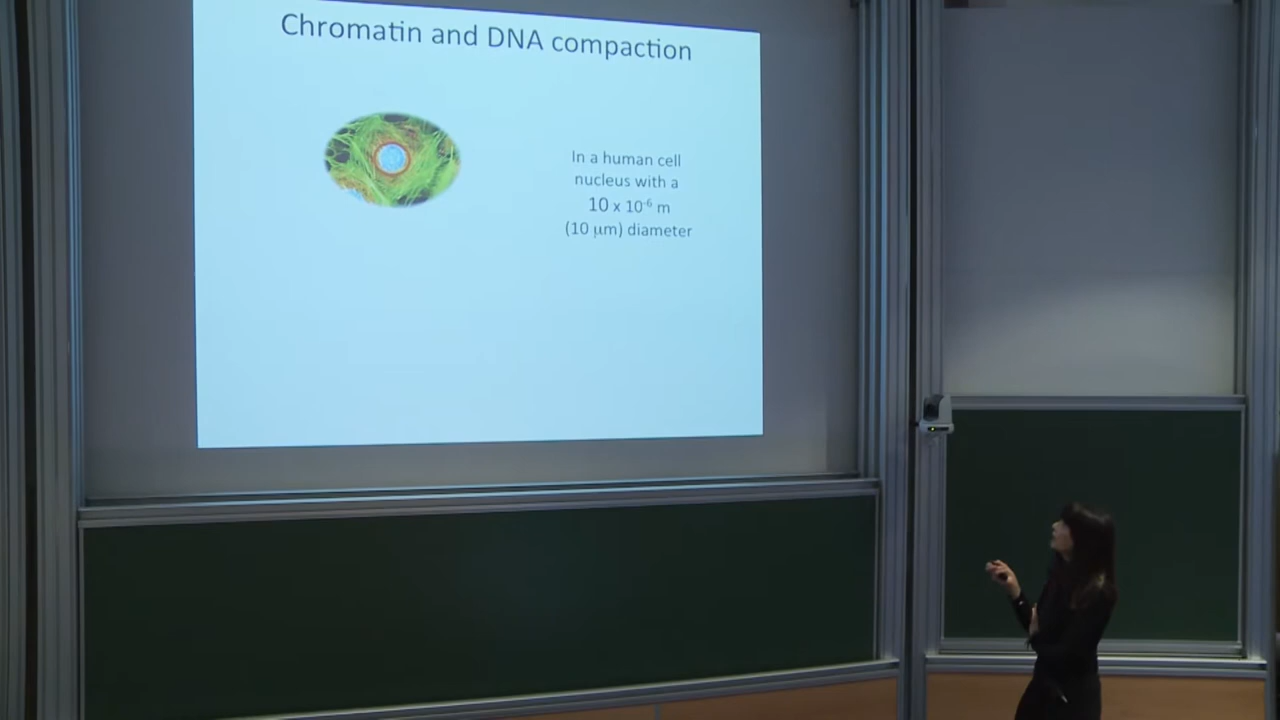 Chromatin and DNA compaction
In a human cell
nucleus with a
10 x 10⁻⁶ m
(10 μm) diameter